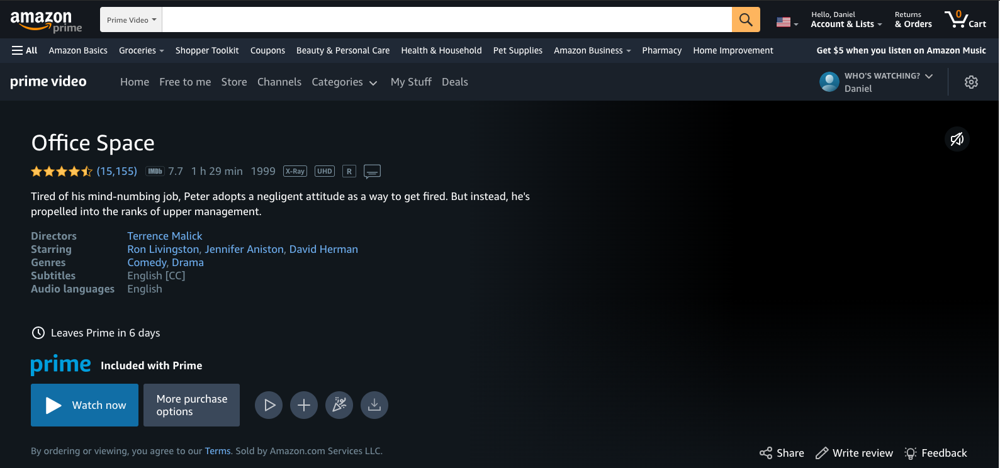 amazon prime
Prime Video
Hello, Daniel
Account & Lists
Returns
& Orders
0
Cart
All Amazon Basics Groceries Shopper Toolkit Coupons Beauty & Personal Care Health & Household Pet Supplies Amazon Business Pharmacy Home Improvement Get $5 when you listen on Amazon Music
prime video Home Free to me Store Channels Categories My Stuff Deals
WHO'S WATCHING?
Daniel
Office Space
(15,155) IMDb 7.7 1 h 29 min 1999 X-Ray UHD R
Tired of his mind-numbing job, Peter adopts a negligent attitude as a way to get fired. But instead, he's
propelled into the ranks of upper management.
Directors Terrence Malick
Starring Ron Livingston, Jennifer Aniston, David Herman
Genres Comedy, Drama
Subtitles English [CC]
Audio languages English
Leaves Prime in 6 days
prime Included with Prime
Watch now
More purchase
options
By ordering or viewing, you agree to our Terms. Sold by Amazon.com Services LLC.
Share Write review Feedback